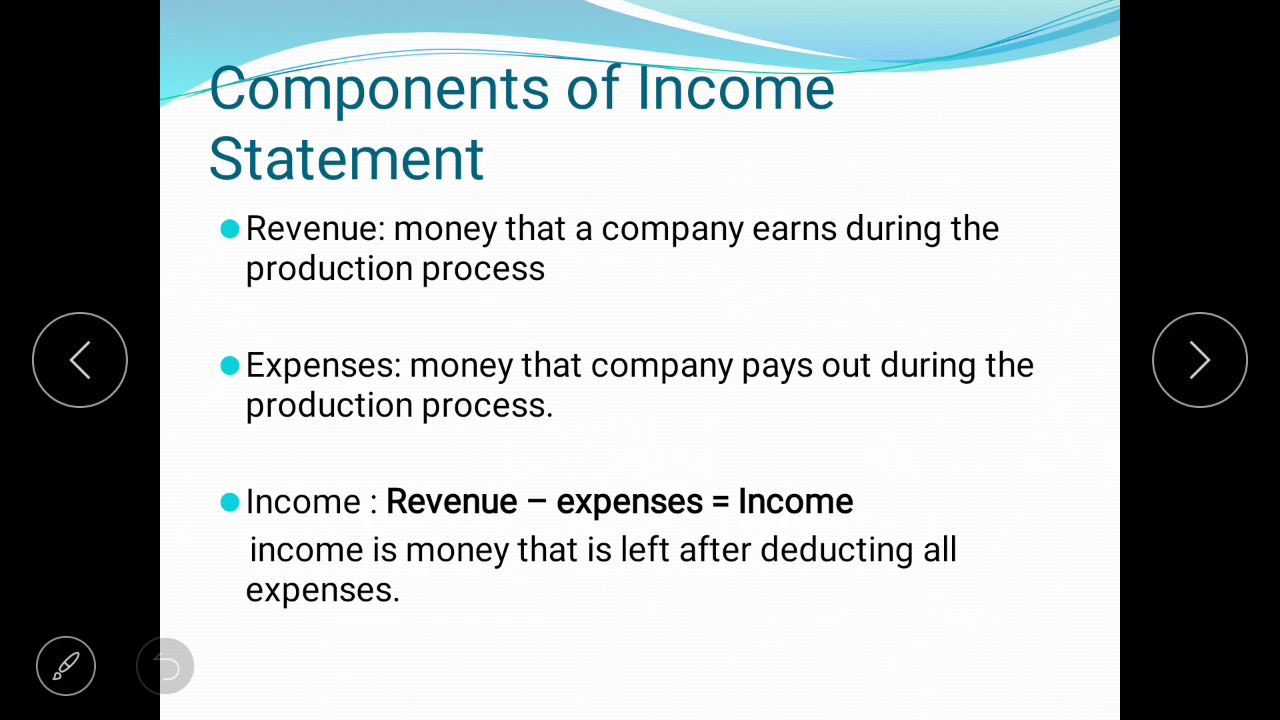 Components of Income
Statement
Revenue: money that a company earns during the
production process
Expenses: money that company pays out during the
production process.
Income : Revenue – expenses = Income
income is money that is left after deducting all
expenses.